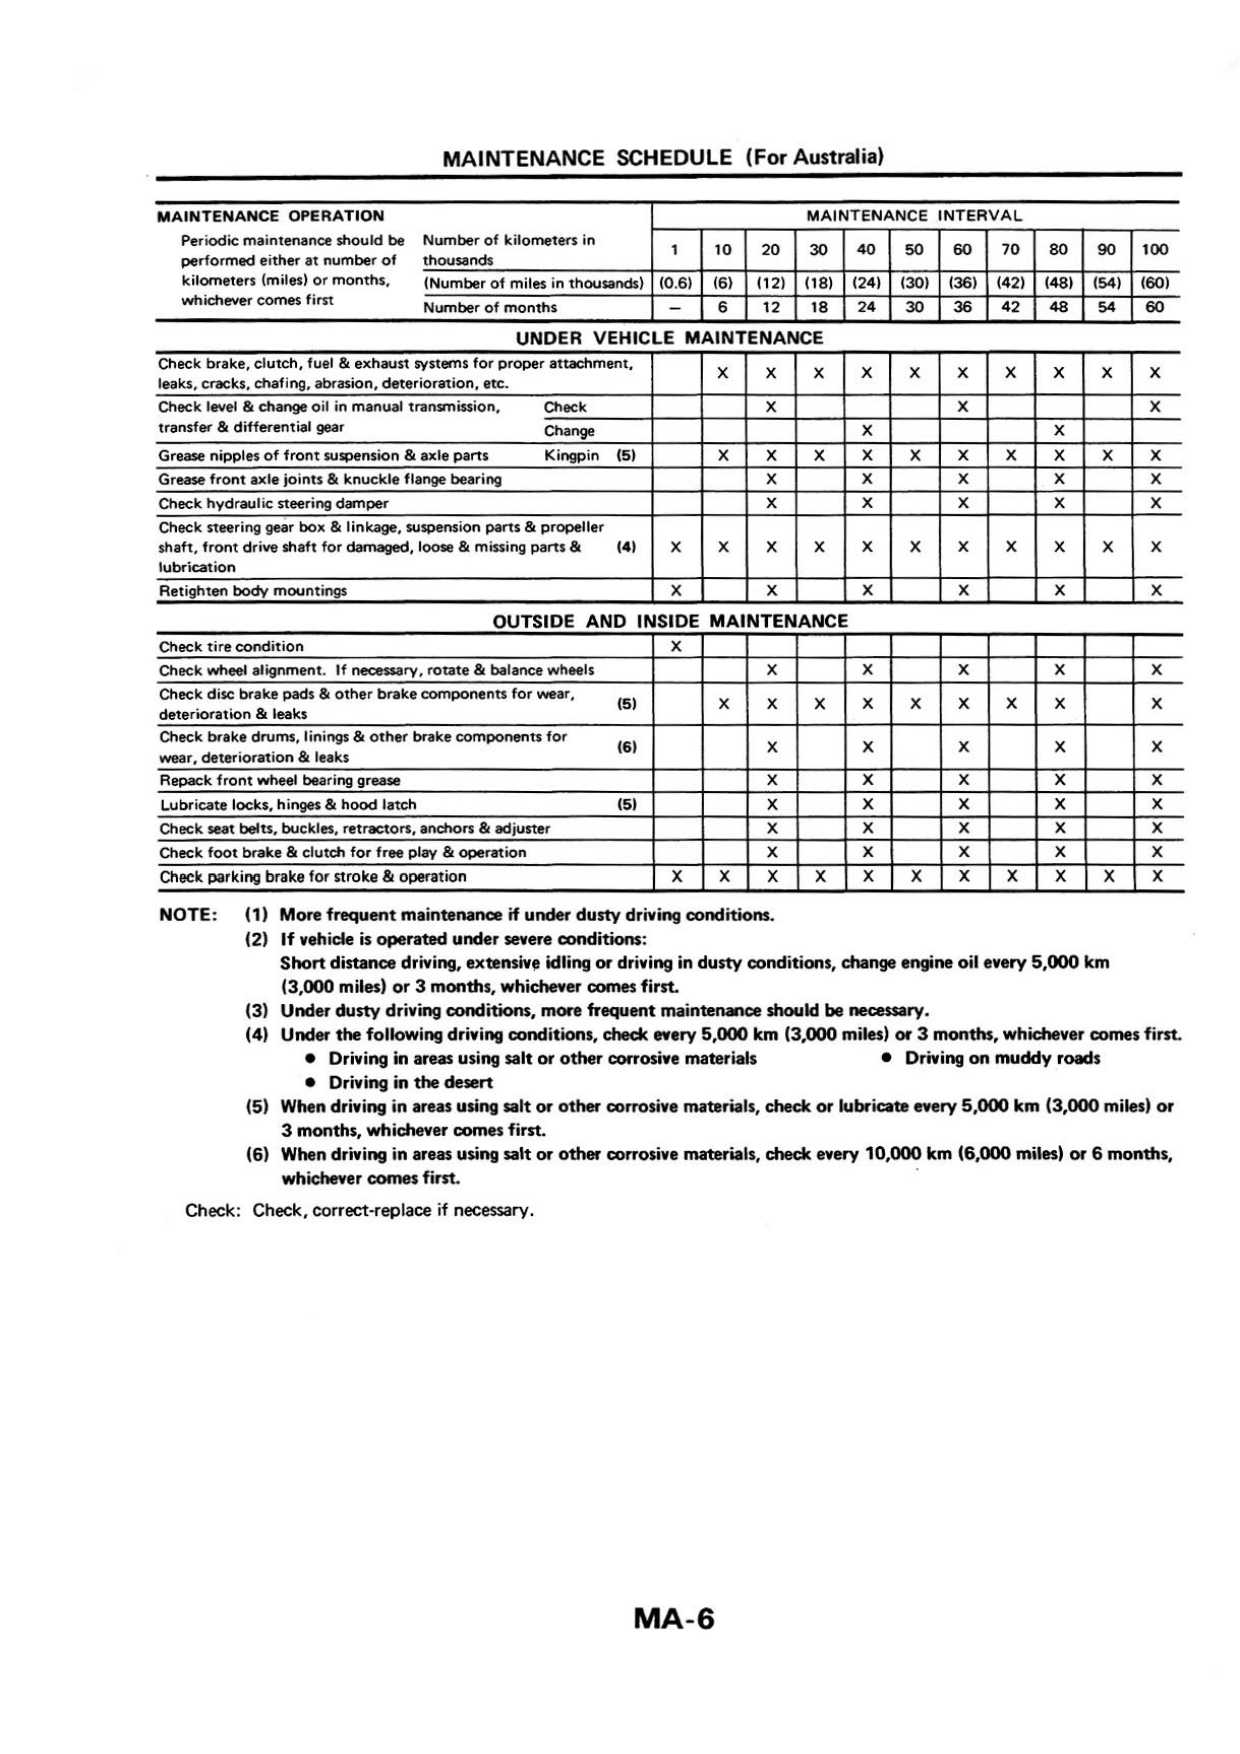 MAINTENANCE SCHEDULE (For Australia)
MAINTENANCE OPERATION
MAINTENANCE INTERVAL
Periodic maintenance should be
performed either at number of
kilometers (miles) or months,
whichever comes first
Number of kilometers in
thousands
1 10 20 30 40 50 60 70 80 90 100
(Number of miles in thousands) (0.6) (6) (12) (18) (24) (30) (36) (42) (48) (54) (60)
Number of months – 6 12 18 24 30 36 42 48 54 60
UNDER VEHICLE MAINTENANCE
Check brake, clutch, fuel & exhaust systems for proper attachment,
leaks, cracks, chafing, abrasion, deterioration, etc. X X X X X X X X X X
Check level & change oil in manual transmission, Check X X X
transfer & differential gear Change X X
Grease nipples of front suspension & axle parts Kingpin (5) X X X X X X X X X X
Grease front axle joints & knuckle flange bearing X X X X X
Check hydraulic steering damper X X X X X
Check steering gear box & linkage, suspension parts & propeller
shaft, front drive shaft for damaged, loose & missing parts & (4) X X X X X X X X X X X
lubrication
Retighten body mountings X X X X X X
OUTSIDE AND INSIDE MAINTENANCE
Check tire condition X
Check wheel alignment. If necessary, rotate & balance wheels X X X X X
Check disc brake pads & other brake components for wear,
deterioration & leaks (5) X X X X X X X X X
Check brake drums, linings & other brake components for
wear, deterioration & leaks (6) X X X X X
Repack front wheel bearing grease X X X X X
Lubricate locks, hinges & hood latch (5) X X X X X
Check seat belts, buckles, retractors, anchors & adjuster X X X X X
Check foot brake & clutch for free play & operation X X X X X
Check parking brake for stroke & operation X X X X X X X X X X X
NOTE: (1) More frequent maintenance if under dusty driving conditions.
(2) If vehicle is operated under severe conditions:
Short distance driving, extensive idling or driving in dusty conditions, change engine oil every 5,000 km
(3,000 miles) or 3 months, whichever comes first.
(3) Under dusty driving conditions, more frequent maintenance should be necessary.
(4) Under the following driving conditions, check every 5,000 km (3,000 miles) or 3 months, whichever comes first.
● Driving in areas using salt or other corrosive materials ● Driving on muddy roads
● Driving in the desert
(5) When driving in areas using salt or other corrosive materials, check or lubricate every 5,000 km (3,000 miles) or
3 months, whichever comes first.
(6) When driving in areas using salt or other corrosive materials, check every 10,000 km (6,000 miles) or 6 months,
whichever comes first.
Check: Check, correct-replace if necessary.
MA-6